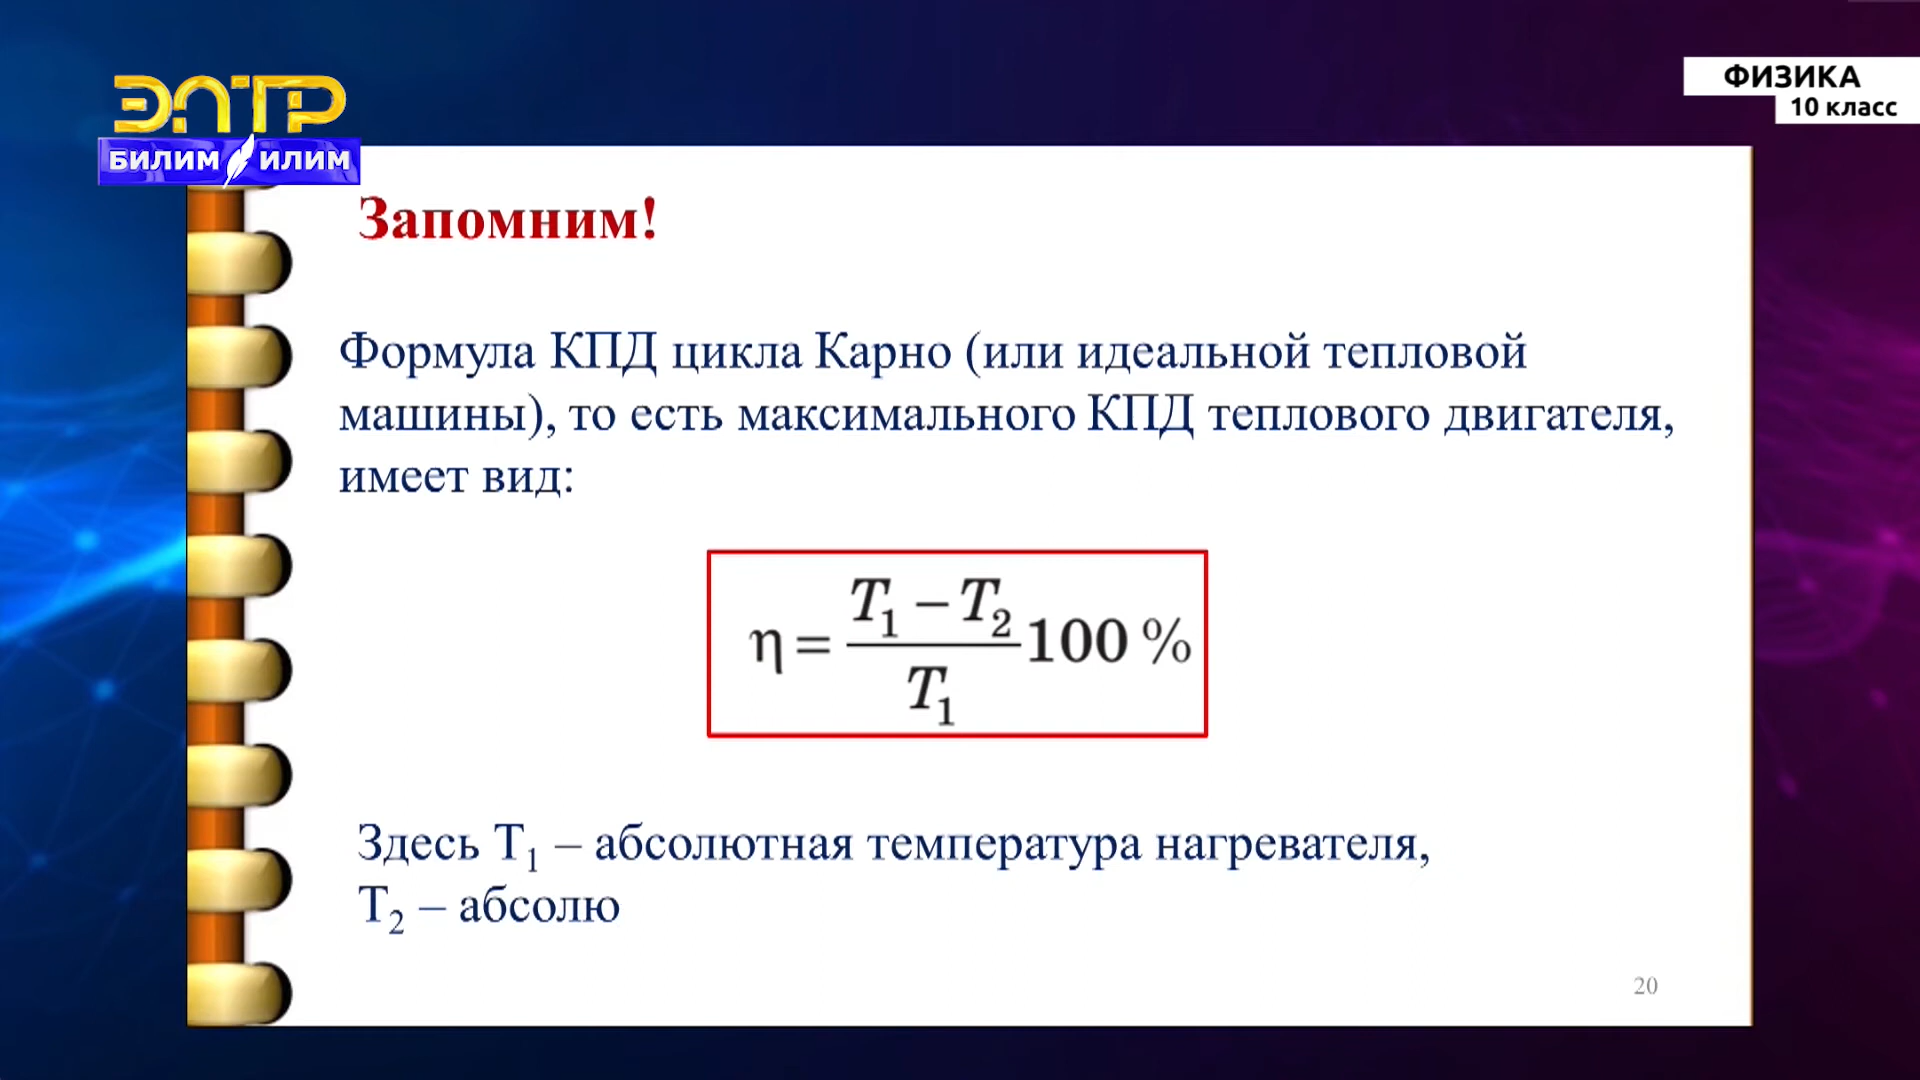 ЭЛТР
БИЛИМ ИЛИМ
ФИЗИКА
10 класс
Запомним!
Формула КПД цикла Карно (или идеальной тепловой
машины), то есть максимального КПД теплового двигателя,
имеет вид:
η = (T₁ – T₂) / T₁ 100 %
Здесь T₁ – абсолютная температура нагревателя,
T₂ – абсолю
20